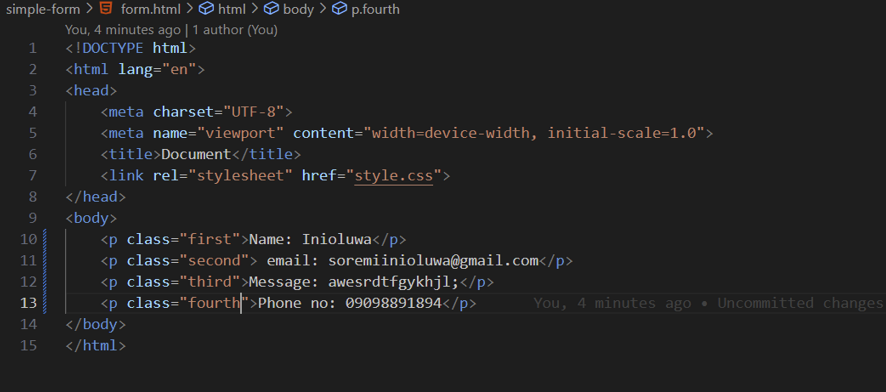 simple-form > form.html > html > body > p.fourth
You, 4 minutes ago | 1 author (You)
1 <!DOCTYPE html>
2 <html lang="en">
3 <head>
4 <meta charset="UTF-8">
5 <meta name="viewport" content="width=device-width, initial-scale=1.0">
6 <title>Document</title>
7 <link rel="stylesheet" href="style.css">
8 </head>
9 <body>
10 <p class="first">Name: Inioluwa</p>
11 <p class="second"> email: soremiinioluwa@gmail.com</p>
12 <p class="third">Message: awesrdtfgykhjl;</p>
13 <p class="fourth">Phone no: 09098891894</p> You, 4 minutes ago • Uncommitted changes
14 </body>
15 </html>